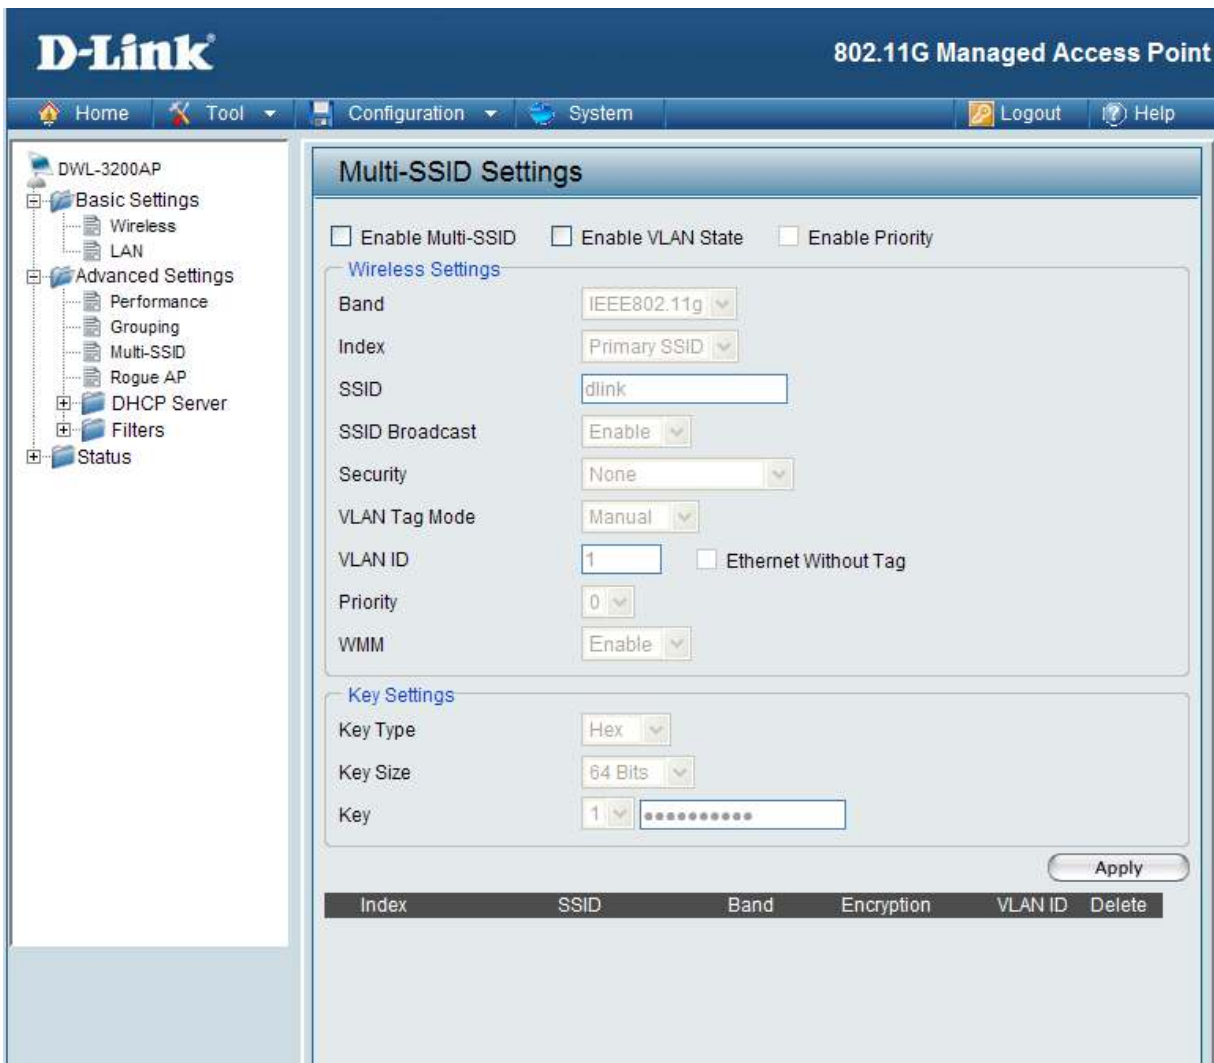 D-Link
802.11G Managed Access Point
Home Tool Configuration System Logout Help
DWL-3200AP
Basic Settings
Wireless
LAN
Advanced Settings
Performance
Grouping
Multi-SSID
Rogue AP
DHCP Server
Filters
Status
Multi-SSID Settings
Enable Multi-SSID Enable VLAN State Enable Priority
Wireless Settings
Band IEEE802.11g
Index Primary SSID
SSID dlink
SSID Broadcast Enable
Security None
VLAN Tag Mode Manual
VLAN ID 1 Ethernet Without Tag
Priority 0
WMM Enable
Key Settings
Key Type Hex
Key Size 64 Bits
Key 1 ••••••••••
Apply
Index SSID Band Encryption VLAN ID Delete